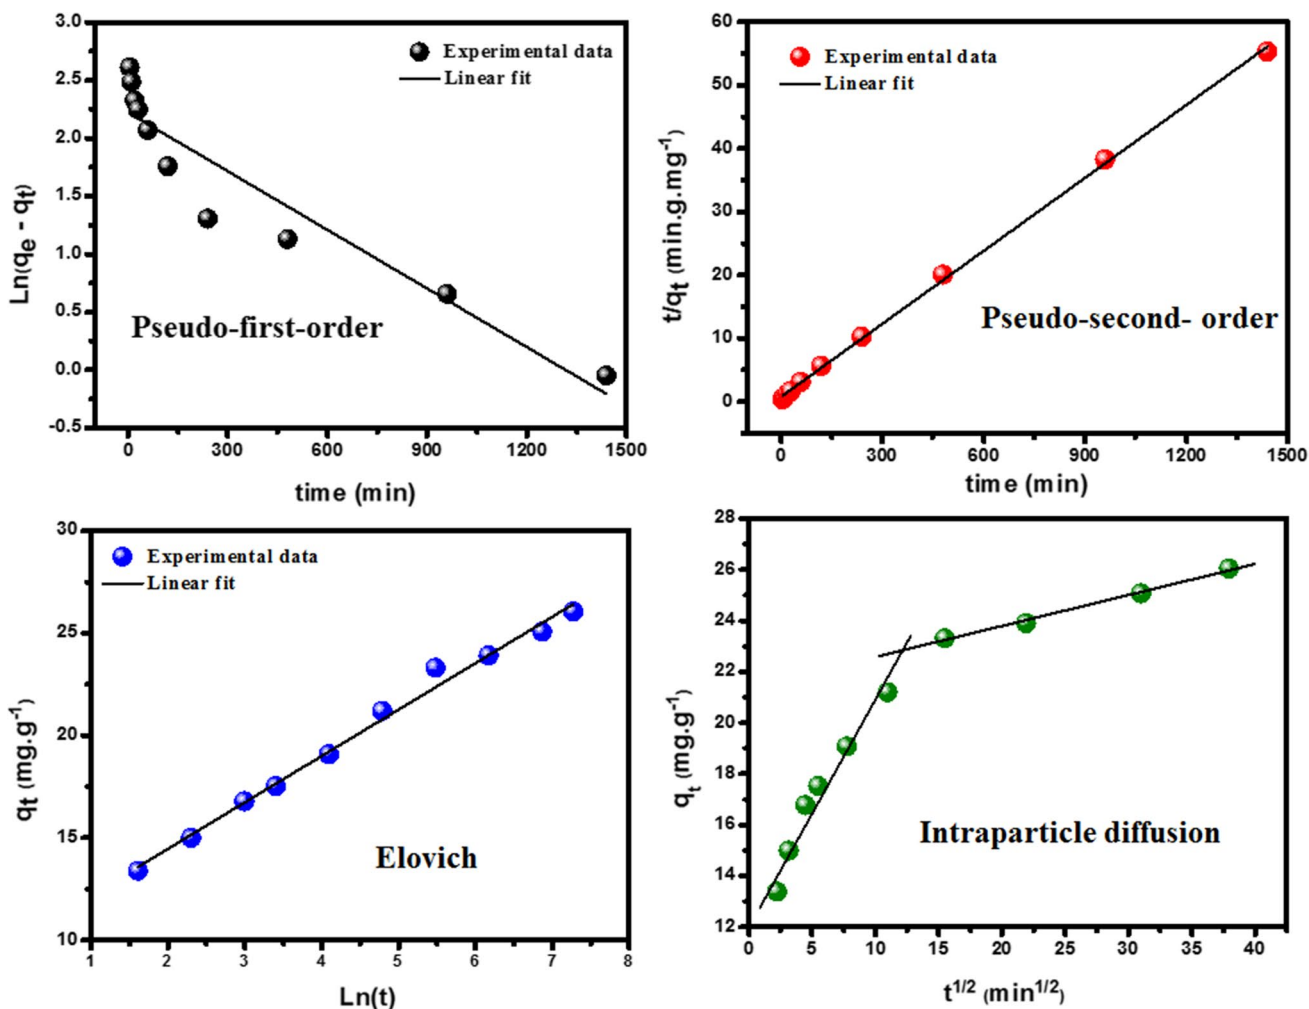 3.0
2.5
2.0
1.5
1.0
0.5
0.0
-0.5
Ln(qe - qt)
Experimental data
Linear fit
Pseudo-first-order
0 300 600 900 1200 1500
time (min)
60
50
40
30
20
10
0
t/qt (min.g.mg-1)
Experimental data
Linear fit
Pseudo-second- order
0 300 600 900 1200 1500
time (min)
30
25
20
15
10
qt (mg.g-1)
Experimental data
Linear fit
Elovich
1 2 3 4 5 6 7 8
Ln(t)
28
26
24
22
20
18
16
14
12
qt (mg.g-1)
Intraparticle diffusion
0 5 10 15 20 25 30 35 40
t1/2 (min1/2)